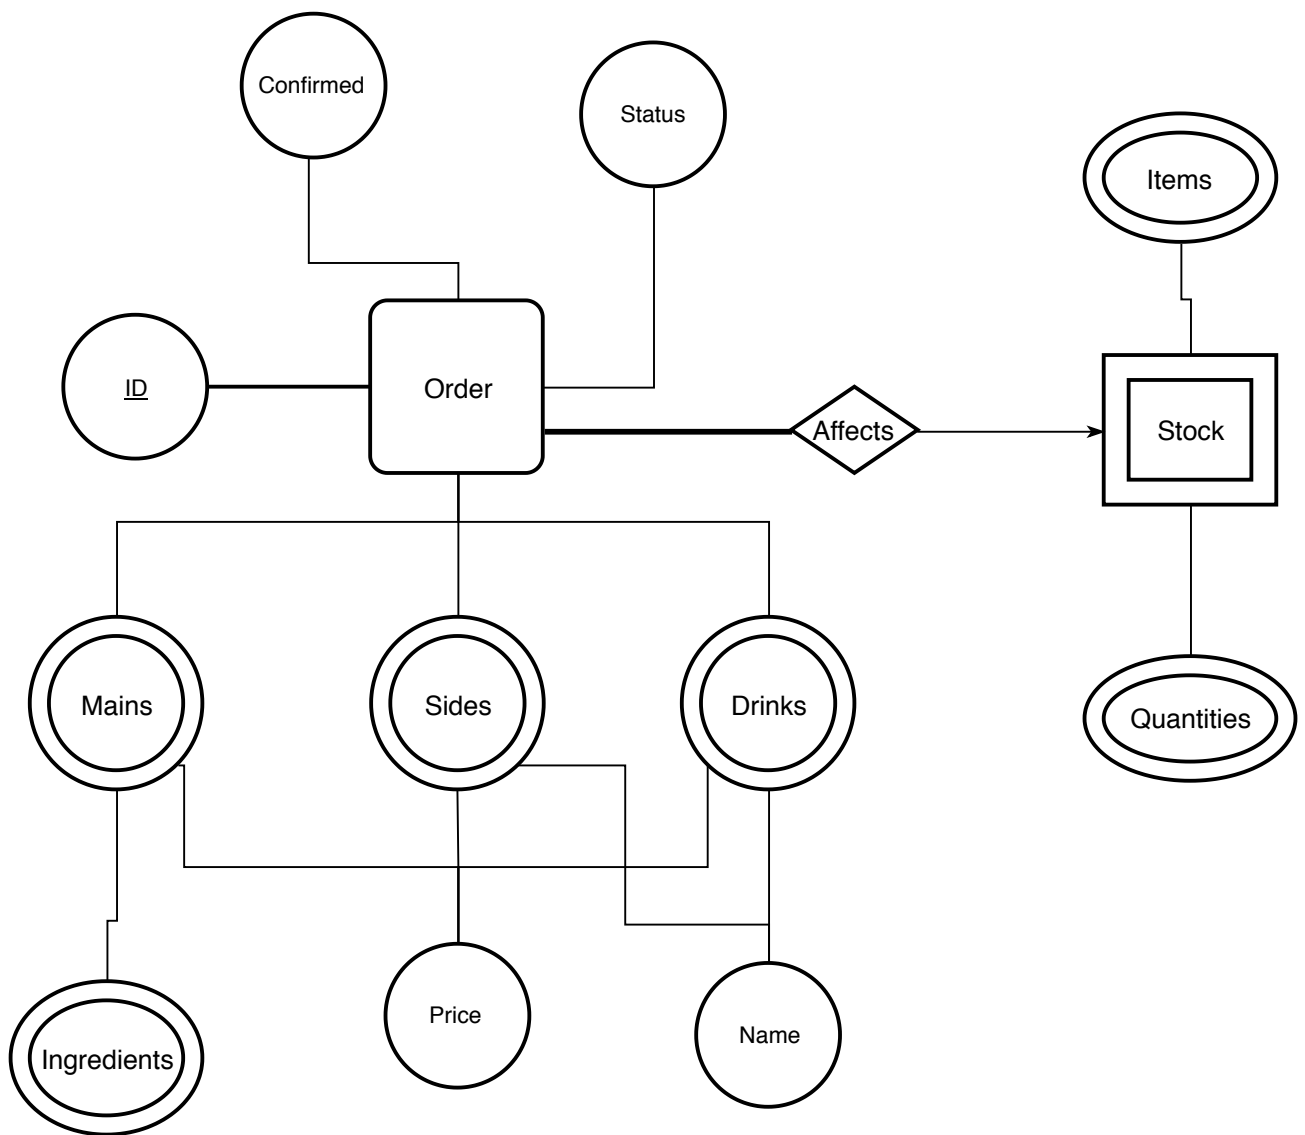 Confirmed
Status
Items
ID
Order
Affects
Stock
Mains
Sides
Drinks
Quantities
Ingredients
Price
Name